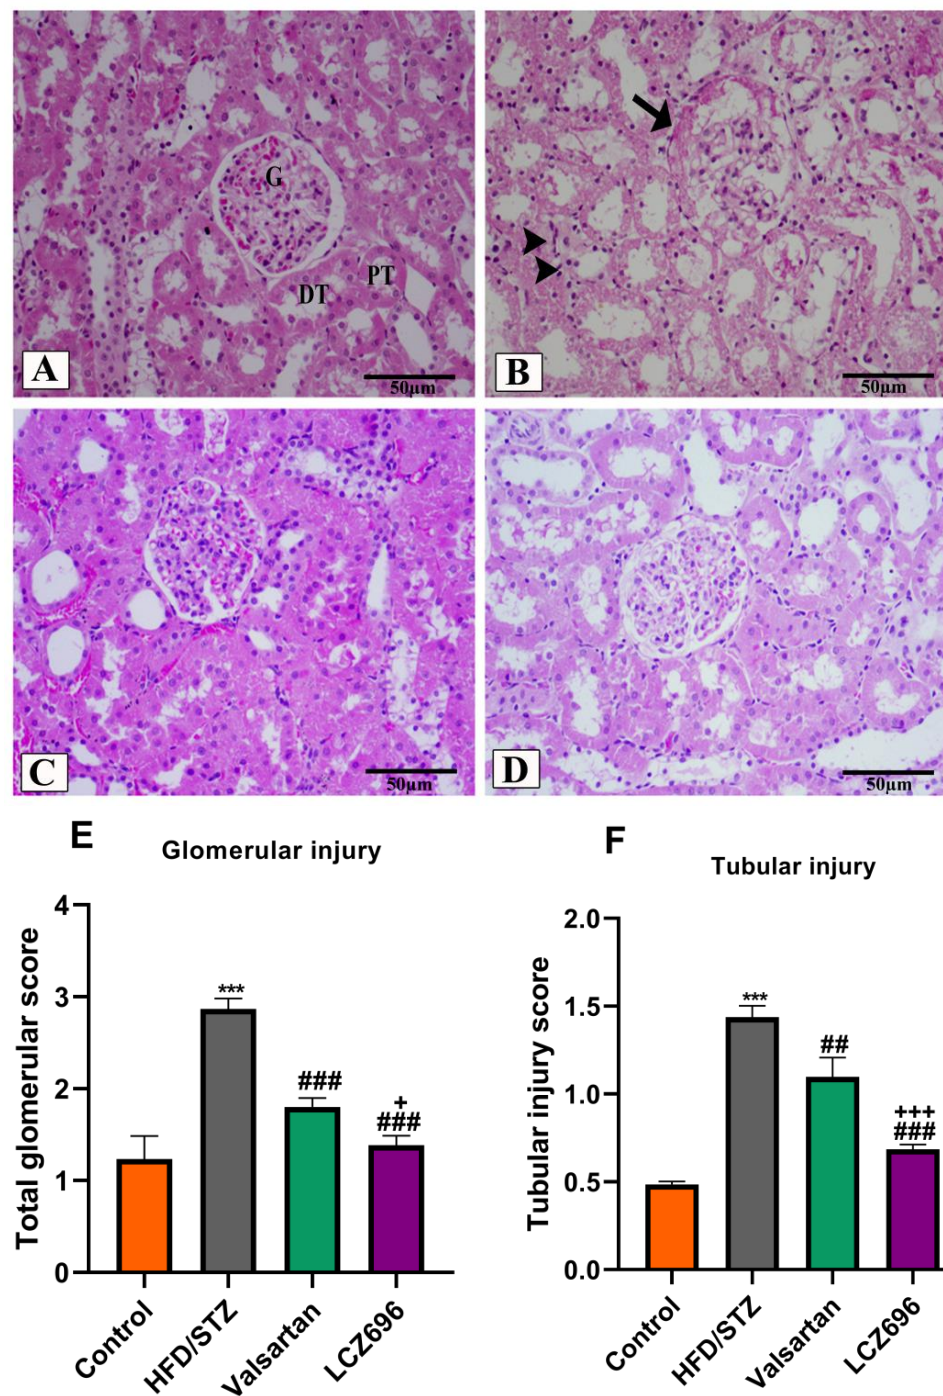 G
DT
PT
A
50µm
B
50µm
C
50µm
D
50µm
E
Glomerular injury
Total glomerular score
4
3
2
1
0
***
###
+
###
Control
HFD/STZ
Valsartan
LCZ696
F
Tubular injury
Tubular injury score
2.0
1.5
1.0
0.5
0.0
***
##
+++
###
Control
HFD/STZ
Valsartan
LCZ696